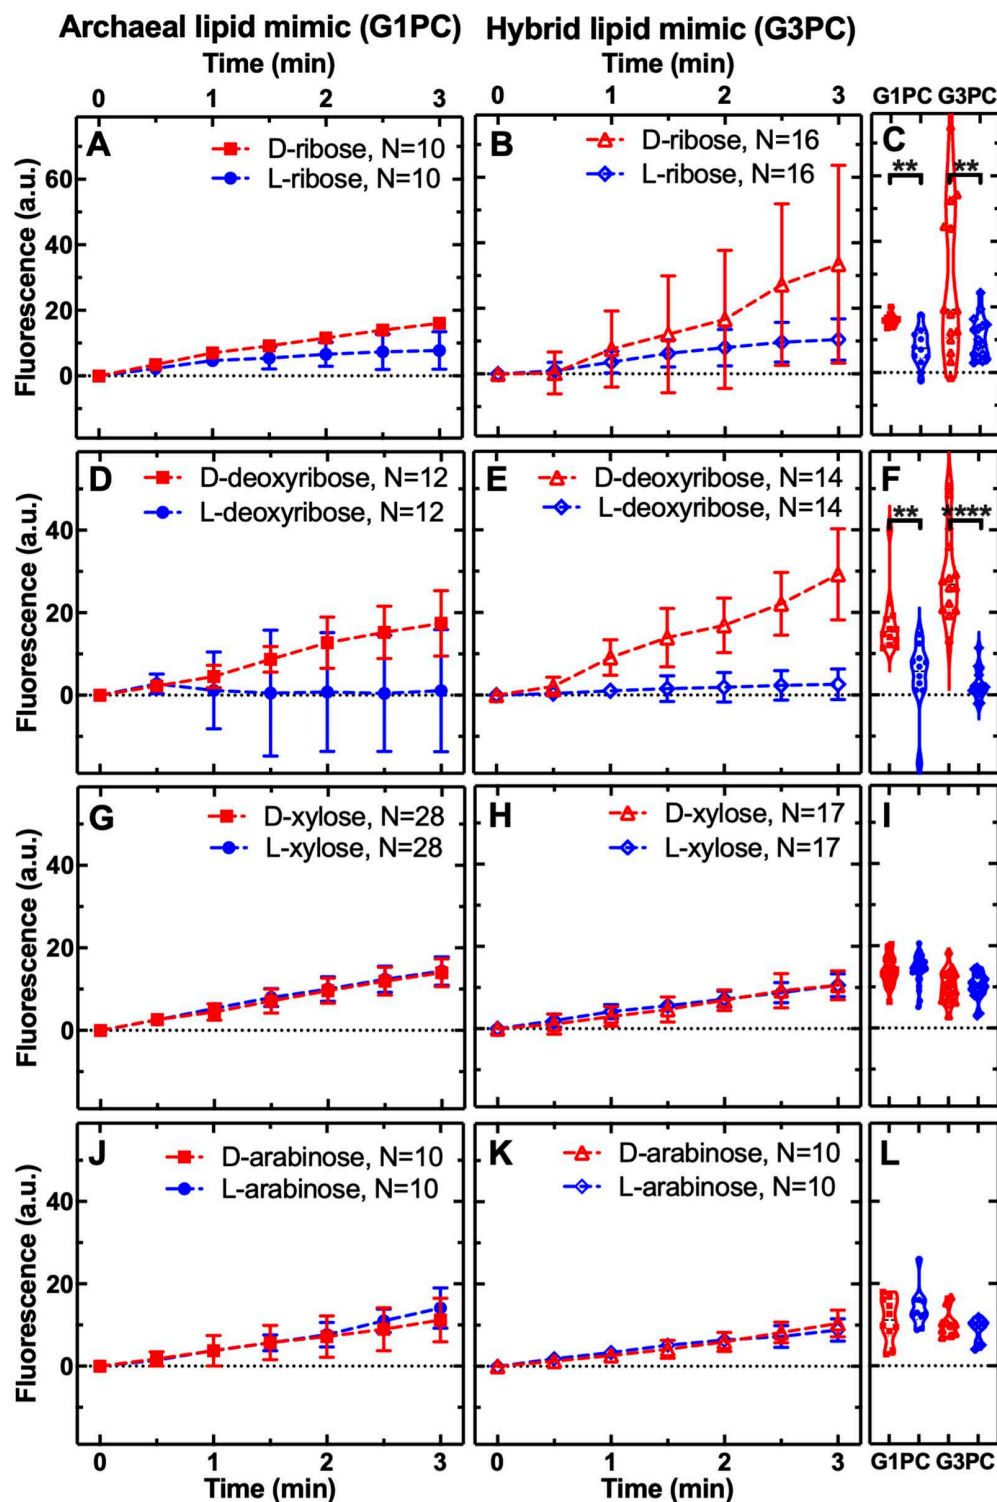 Archaeal lipid mimic (G1PC) Hybrid lipid mimic (G3PC)
Time (min) Time (min)
0 1 2 3 0 1 2 3 G1PC G3PC
A D-ribose, N=10
L-ribose, N=10
B D-ribose, N=16
L-ribose, N=16
C ** **
Fluorescence (a.u.)
60
40
20
0
D D-deoxyribose, N=12
L-deoxyribose, N=12
E D-deoxyribose, N=14
L-deoxyribose, N=14
F ** ****
Fluorescence (a.u.)
40
20
0
G D-xylose, N=28
L-xylose, N=28
H D-xylose, N=17
L-xylose, N=17
I
Fluorescence (a.u.)
40
20
0
J D-arabinose, N=10
L-arabinose, N=10
K D-arabinose, N=10
L-arabinose, N=10
L
Fluorescence (a.u.)
40
20
0
0 1 2 3 0 1 2 3 G1PC G3PC
Time (min) Time (min)